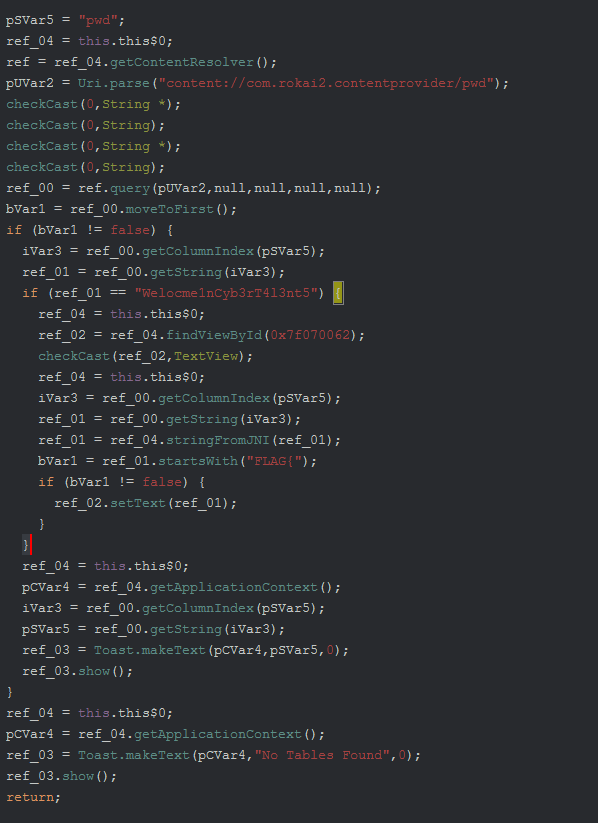 pSVar5 = "pwd";
ref_04 = this.this$0;
ref = ref_04.getContentResolver();
pUVar2 = Uri.parse("content://com.rokai2.contentprovider/pwd");
checkCast(0,String *);
checkCast(0,String);
checkCast(0,String *);
checkCast(0,String);
ref_00 = ref.query(pUVar2,null,null,null,null);
bVar1 = ref_00.moveToFirst();
if (bVar1 != false) {
  iVar3 = ref_00.getColumnIndex(pSVar5);
  ref_01 = ref_00.getString(iVar3);
  if (ref_01 == "Welocme1nCyb3rT4l3nt5") {
    ref_04 = this.this$0;
    ref_02 = ref_04.findViewById(0x7f070062);
    checkCast(ref_02,TextView);
    ref_04 = this.this$0;
    iVar3 = ref_00.getColumnIndex(pSVar5);
    ref_01 = ref_00.getString(iVar3);
    ref_01 = ref_04.stringFromJNI(ref_01);
    bVar1 = ref_01.startsWith("FLAG{");
    if (bVar1 != false) {
      ref_02.setText(ref_01);
    }
  }
  ref_04 = this.this$0;
  pCVar4 = ref_04.getApplicationContext();
  iVar3 = ref_00.getColumnIndex(pSVar5);
  pSVar5 = ref_00.getString(iVar3);
  ref_03 = Toast.makeText(pCVar4,pSVar5,0);
  ref_03.show();
}
ref_04 = this.this$0;
pCVar4 = ref_04.getApplicationContext();
ref_03 = Toast.makeText(pCVar4,"No Tables Found",0);
ref_03.show();
return;